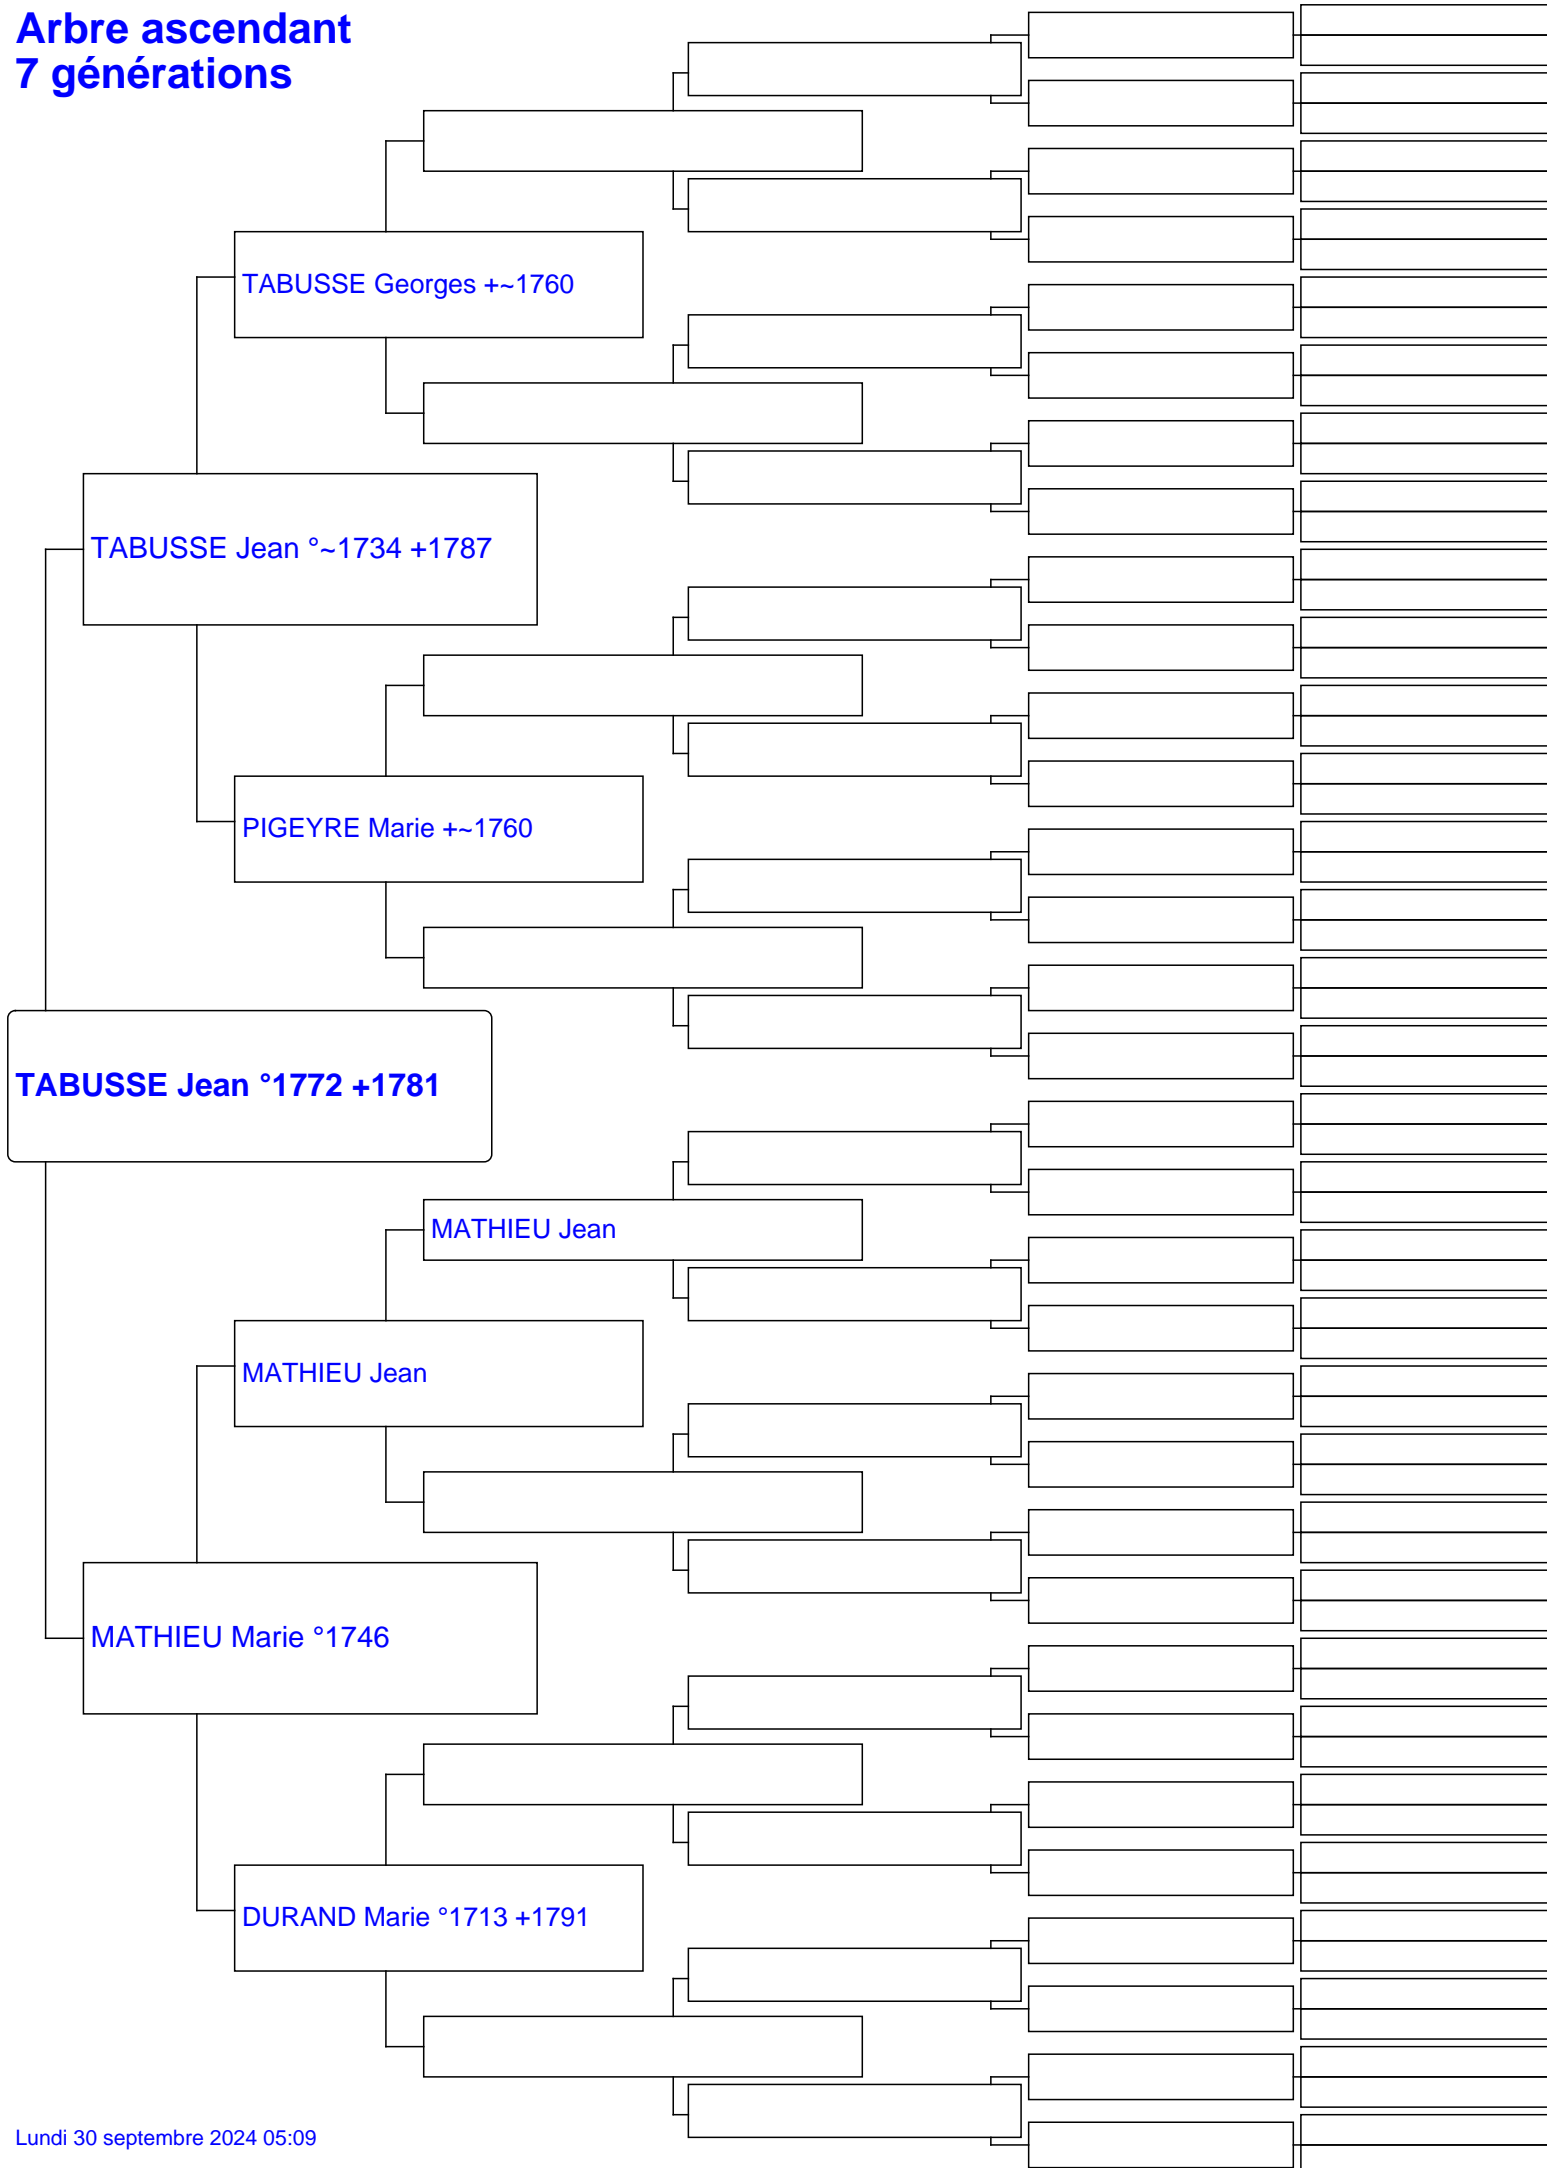 Arbre ascendant
7 générations
TABUSSE Georges +~1760
TABUSSE Jean °~1734 +1787
PIGEYRE Marie +~1760
TABUSSE Jean °1772 +1781
MATHIEU Jean
MATHIEU Jean
MATHIEU Marie °1746
DURAND Marie °1713 +1791
Lundi 30 septembre 2024 05:09